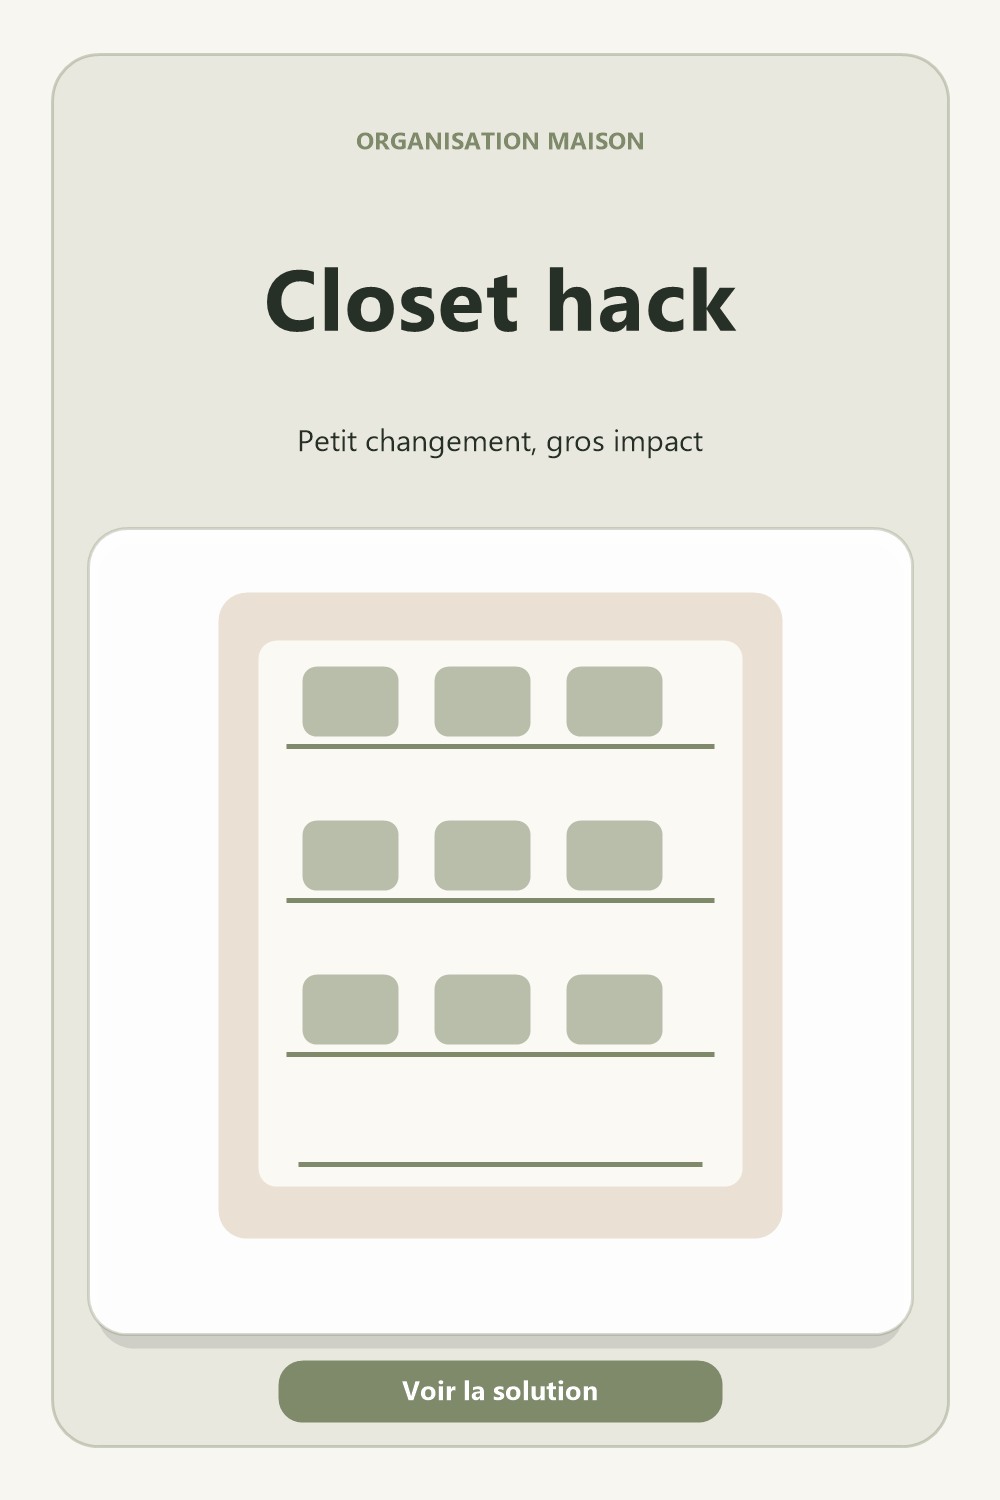 ORGANISATION MAISON
Closet hack
Petit changement, gros impact
Voir la solution